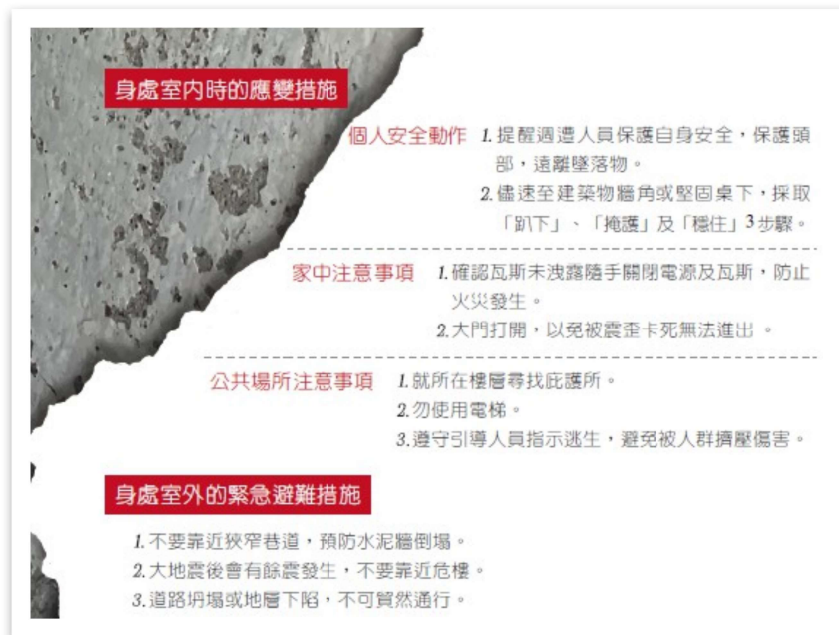 身處室內時的應變措施
個人安全動作 1. 提醒週遭人員保護自身安全，保護頭
部，遠離墜落物。
2. 儘速至建築物牆角或堅固桌下，採取
「趴下」、「掩護」及「穩住」3步驟。
家中注意事項 1. 確認瓦斯未洩露隨手關閉電源及瓦斯，防止
火災發生。
2. 大門打開，以免被震歪卡死無法進出。
公共場所注意事項 1. 就所在樓層尋找庇護所。
2. 勿使用電梯。
3. 遵守引導人員指示逃生，避免被人群擠壓傷害。
身處室外的緊急避難措施
1. 不要靠近狹窄巷道，預防水泥牆倒塌。
2. 大地震後會有餘震發生，不要靠近危樓。
3. 道路坍塌或地層下陷，不可貿然通行。